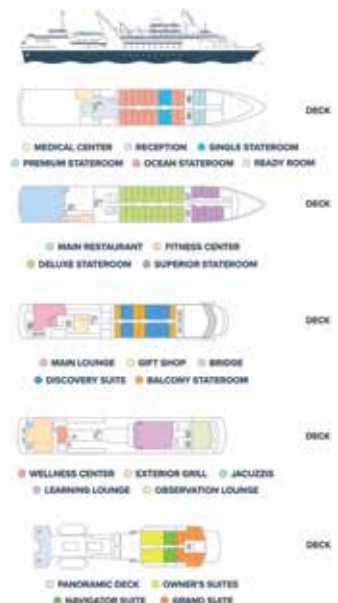 DECK
MEDICAL CENTER RECEPTION SINGLE STATEROOM
PREMIUM STATEROOM OCEAN STATEROOM READY ROOM
DECK
MAIN RESTAURANT FITNESS CENTER
DELUXE STATEROOM SUPERIOR STATEROOM
DECK
MAIN LOUNGE GIFT SHOP BRIDGE
DISCOVERY SUITES BALCONY STATEROOM
DECK
WELLNESS CENTER EXTERIOR GRILL JACUZZIS
LEARNING LOUNGE OBSERVATION LOUNGE
DECK
PANORAMIC DECK OWNER'S SUITES
NAVIGATOR SUITE GRAND SUITE